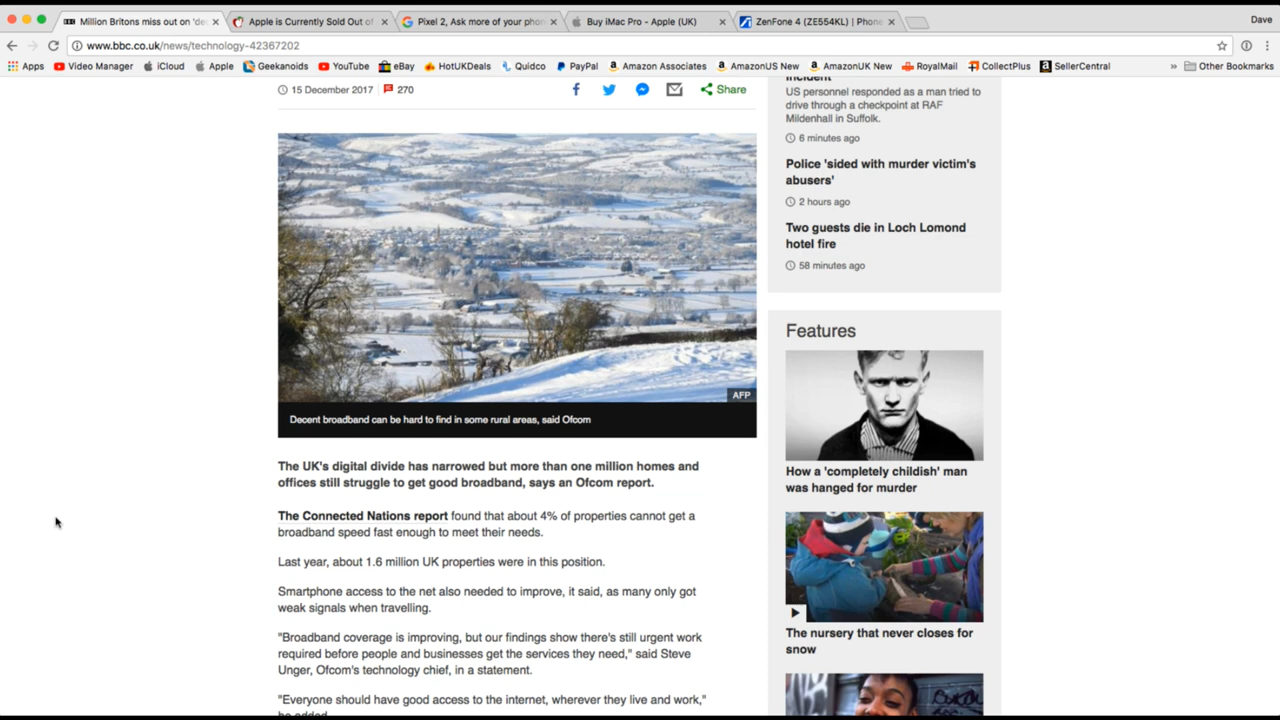 Million Britons miss out on 'de
Apple is Currently Sold Out of
Pixel 2, Ask more of your phon
Buy iMac Pro - Apple (UK)
ZenFone 4 (ZE554KL) | Phone
Dave
www.bbc.co.uk/news/technology-42367202
Apps
Video Manager
iCloud
Apple
Geekanoids
YouTube
eBay
HotUKDeals
Quidco
PayPal
Amazon Associates
AmazonUS New
AmazonUK New
RoyalMail
CollectPlus
SellerCentral
»
Other Bookmarks
15 December 2017
270
Share
AFP
Decent broadband can be hard to find in some rural areas, said Ofcom
The UK's digital divide has narrowed but more than one million homes and
offices still struggle to get good broadband, says an Ofcom report.
The Connected Nations report found that about 4% of properties cannot get a
broadband speed fast enough to meet their needs.
Last year, about 1.6 million UK properties were in this position.
Smartphone access to the net also needed to improve, it said, as many only got
weak signals when travelling.
"Broadband coverage is improving, but our findings show there's still urgent work
required before people and businesses get the services they need," said Steve
Unger, Ofcom's technology chief, in a statement.
"Everyone should have good access to the internet, wherever they live and work,"
he added
incident
US personnel responded as a man tried to
drive through a checkpoint at RAF
Mildenhall in Suffolk.
6 minutes ago
Police 'sided with murder victim's
abusers'
2 hours ago
Two guests die in Loch Lomond
hotel fire
58 minutes ago
Features
How a 'completely childish' man
was hanged for murder
The nursery that never closes for
snow